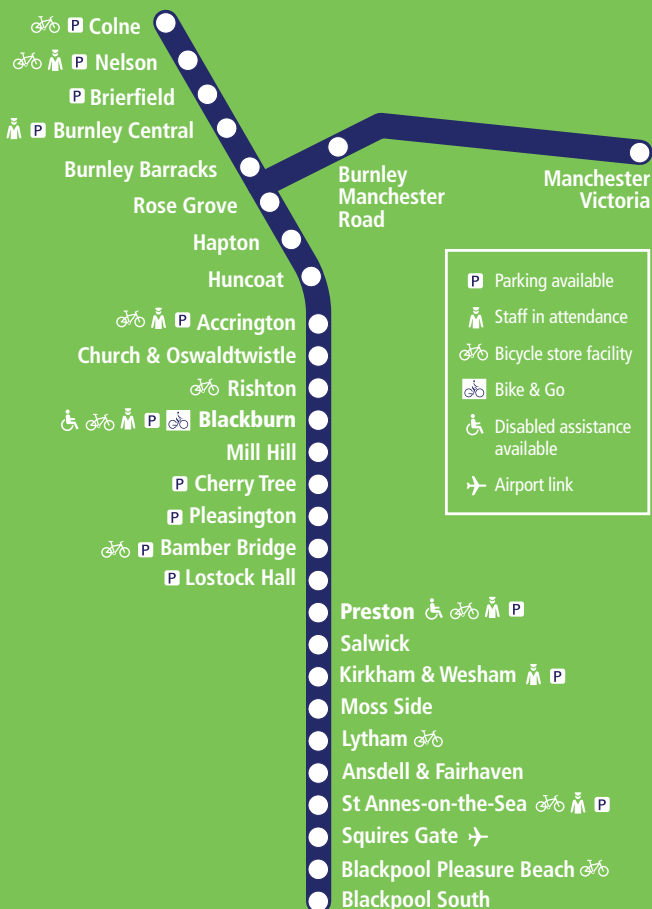 P Colne
P Nelson
P Brierfield
P Burnley Central
Burnley Barracks
Rose Grove
Hapton
Huncoat
Burnley
Manchester
Road
Manchester
Victoria
P Parking available
Staff in attendance
Bicycle store facility
Bike & Go
Disabled assistance
available
Airport link
P Accrington
Church & Oswaldtwistle
Rishton
P Blackburn
Mill Hill
P Cherry Tree
P Pleasington
P Bamber Bridge
P Lostock Hall
Preston P
Salwick
Kirkham & Wesham P
Moss Side
Lytham
Ansdell & Fairhaven
St Annes-on-the-Sea P
Squires Gate
Blackpool Pleasure Beach
Blackpool South